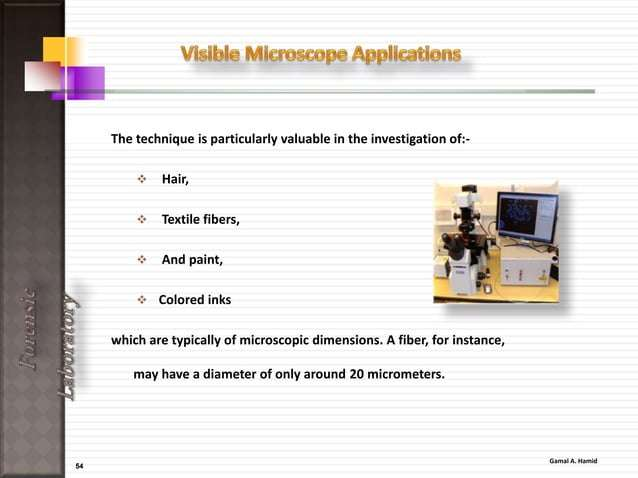 Visible Microscope Applications
The technique is particularly valuable in the investigation of:-
Hair,
Textile fibers,
And paint,
Colored inks
which are typically of microscopic dimensions. A fiber, for instance,
may have a diameter of only around 20 micrometers.
Forensic
Laboratory
54
Gamal A. Hamid